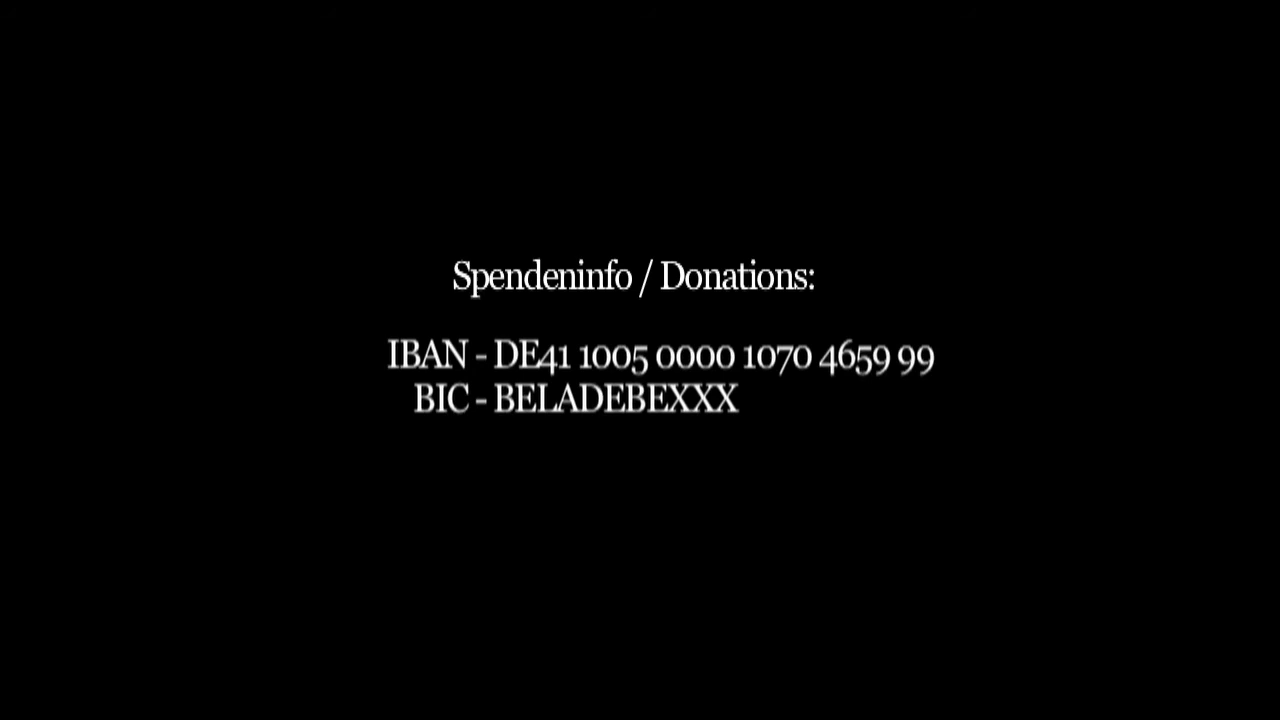 Spendeninfo / Donations:
IBAN - DE41 1005 0000 1070 4659 99
BIC - BELADEBEXXX